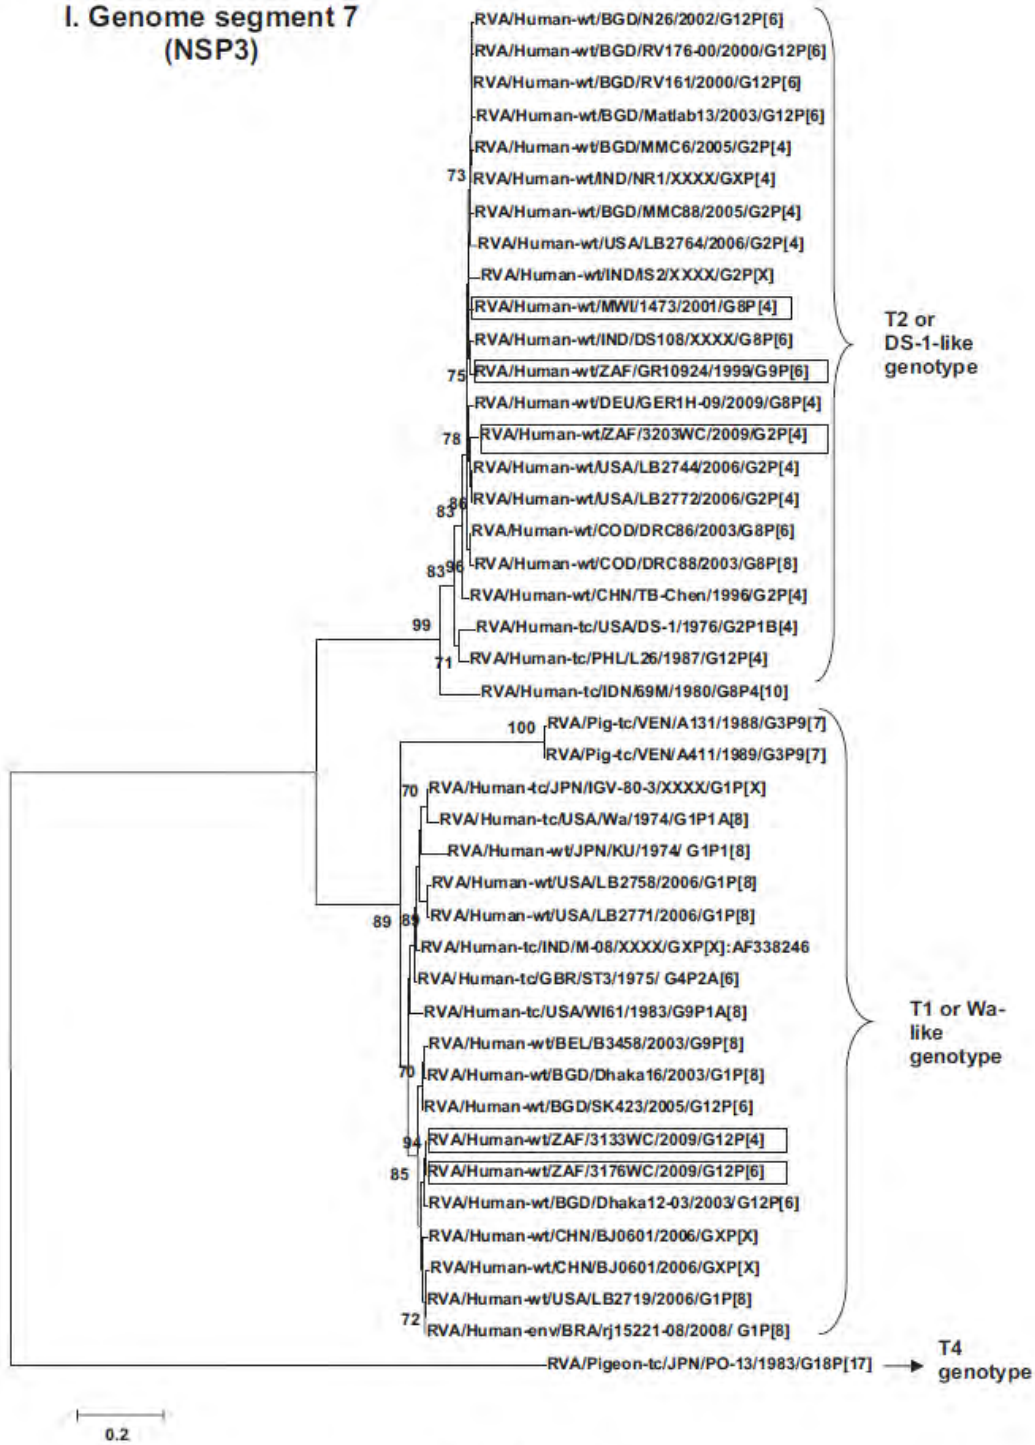 I. Genome segment 7
(NSP3)
RVA/Human-wt/BGD/N26/2002/G12P[6]
RVA/Human-wt/BGD/RV176-00/2000/G12P[6]
RVA/Human-wt/BGD/RV161/2000/G12P[6]
RVA/Human-wt/BGD/Matlab13/2003/G12P[6]
RVA/Human-wt/BGD/MMC6/2005/G2P[4]
73
RVA/Human-wt/IND/NR1/XXXX/GXP[4]
RVA/Human-wt/BGD/MMC88/2005/G2P[4]
RVA/Human-wt/USA/LB2764/2006/G2P[4]
RVA/Human-wt/IND/IS2/XXXX/G2P[X]
RVA/Human-wt/MWI/1473/2001/G8P[4]
RVA/Human-wt/IND/DS108/XXXX/G8P[6]
75
RVA/Human-wt/ZAF/GR10924/1999/G9P[6]
RVA/Human-wt/DEU/GER1H-09/2009/G8P[4]
78
RVA/Human-wt/ZAF/3203WC/2009/G2P[4]
RVA/Human-wt/USA/LB2744/2006/G2P[4]
86
RVA/Human-wt/USA/LB2772/2006/G2P[4]
83
RVA/Human-wt/COD/DRC86/2003/G8P[6]
83
96
RVA/Human-wt/COD/DRC88/2003/G8P[8]
RVA/Human-wt/CHN/TB-Chen/1996/G2P[4]
99
RVA/Human-tc/USA/DS-1/1976/G2P1B[4]
71
RVA/Human-tc/PHL/L26/1987/G12P[4]
RVA/Human-tc/IDN/69M/1980/G8P4[10]
T2 or
DS-1-like
genotype
100
RVA/Pig-tc/VEN/A131/1988/G3P9[7]
RVA/Pig-tc/VEN/A411/1989/G3P9[7]
70
RVA/Human-tc/JPN/IGV-80-3/XXXX/G1P[X]
RVA/Human-tc/USA/Wa/1974/G1P1A[8]
RVA/Human-wt/JPN/KU/1974/ G1P1[8]
RVA/Human-wt/USA/LB2758/2006/G1P[8]
89
89
RVA/Human-wt/USA/LB2771/2006/G1P[8]
RVA/Human-tc/IND/M-08/XXXX/GXP[X]:AF338246
RVA/Human-tc/GBR/ST3/1975/ G4P2A[6]
RVA/Human-tc/USA/WI61/1983/G9P1A[8]
RVA/Human-wt/BEL/B3458/2003/G9P[8]
70
RVA/Human-wt/BGD/Dhaka16/2003/G1P[8]
RVA/Human-wt/BGD/SK423/2005/G12P[6]
94
RVA/Human-wt/ZAF/3133WC/2009/G12P[4]
85
RVA/Human-wt/ZAF/3176WC/2009/G12P[6]
RVA/Human-wt/BGD/Dhaka12-03/2003/G12P[6]
RVA/Human-wt/CHN/BJ0601/2006/GXP[X]
RVA/Human-wt/CHN/BJ0601/2006/GXP[X]
RVA/Human-wt/USA/LB2719/2006/G1P[8]
72
RVA/Human-env/BRA/rj15221-08/2008/ G1P[8]
T1 or Wa-
like
genotype
RVA/Pigeon-tc/JPN/PO-13/1983/G18P[17]
T4
genotype
0.2